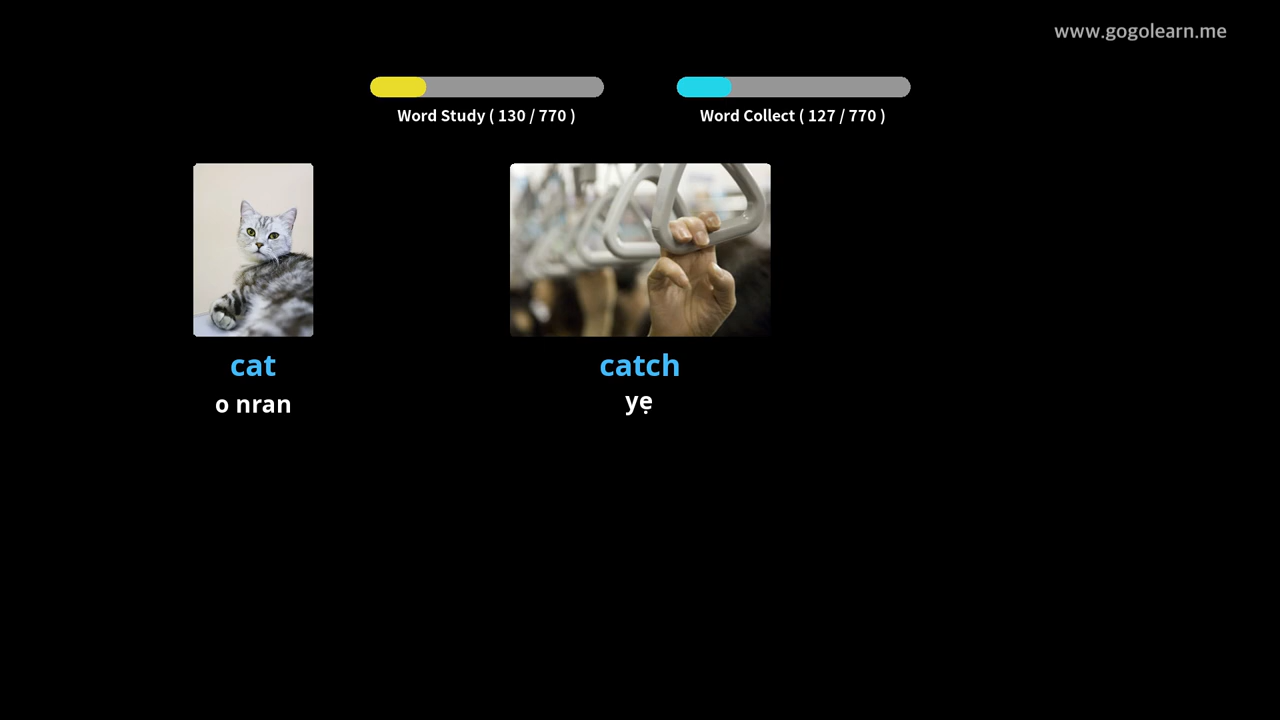 www.gogolearn.me
Word Study ( 130 / 770 )
Word Collect ( 127 / 770 )
cat
o nran
catch
yẹ